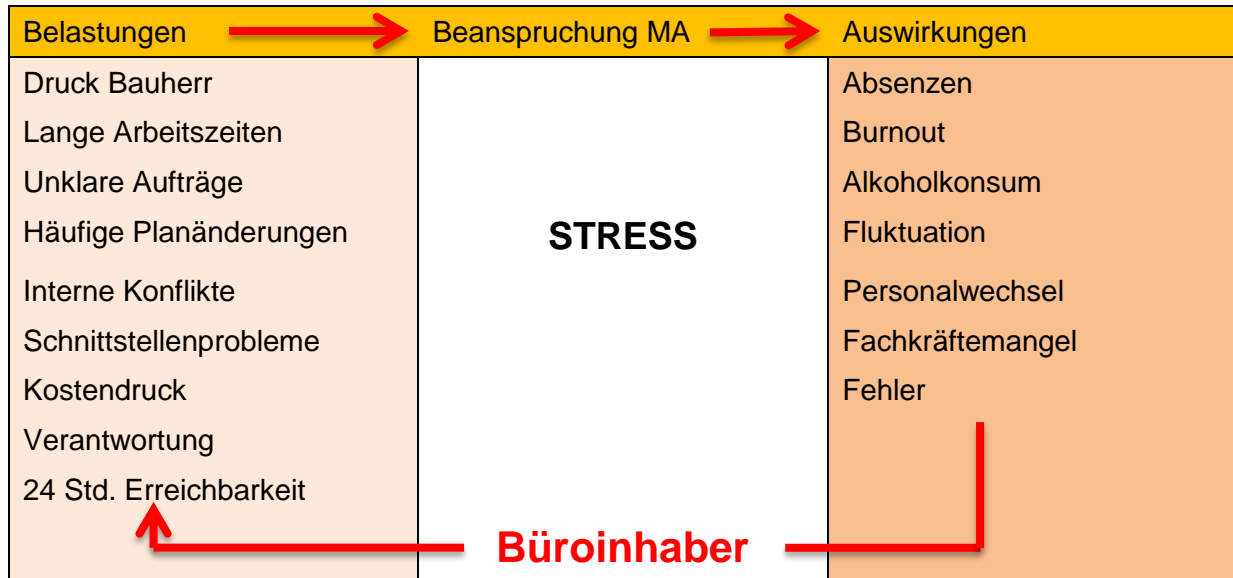 Belastungen
Beanspruchung MA
Auswirkungen
Druck Bauherr
Lange Arbeitszeiten
Unklare Aufträge
Häufige Planänderungen
Interne Konflikte
Schnittstellenprobleme
Kostendruck
Verantwortung
24 Std. Erreichbarkeit
STRESS
Absenzen
Burnout
Alkoholkonsum
Fluktuation
Personalwechsel
Fachkräftemangel
Fehler
Büroinhaber